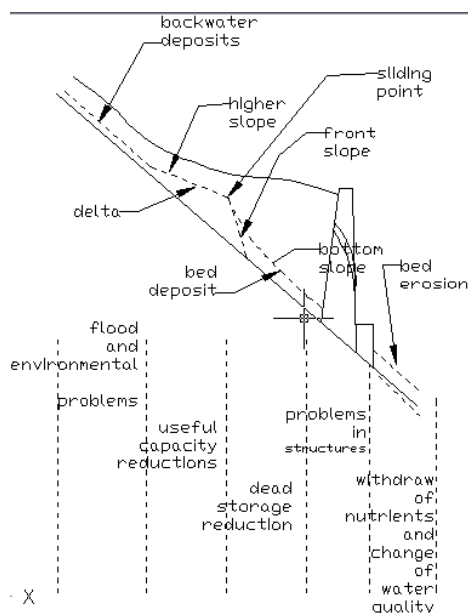 backwater
deposits
sliding
point
higher
slope
front
slope
delta
bed
deposit
bottom
slope
bed
erosion
flood
and
environmental
problems
useful
capacity
reductions
dead
storage
reduction
problems
in
structures
withdraw
of
nutrients
and
change
of
water
quality
X